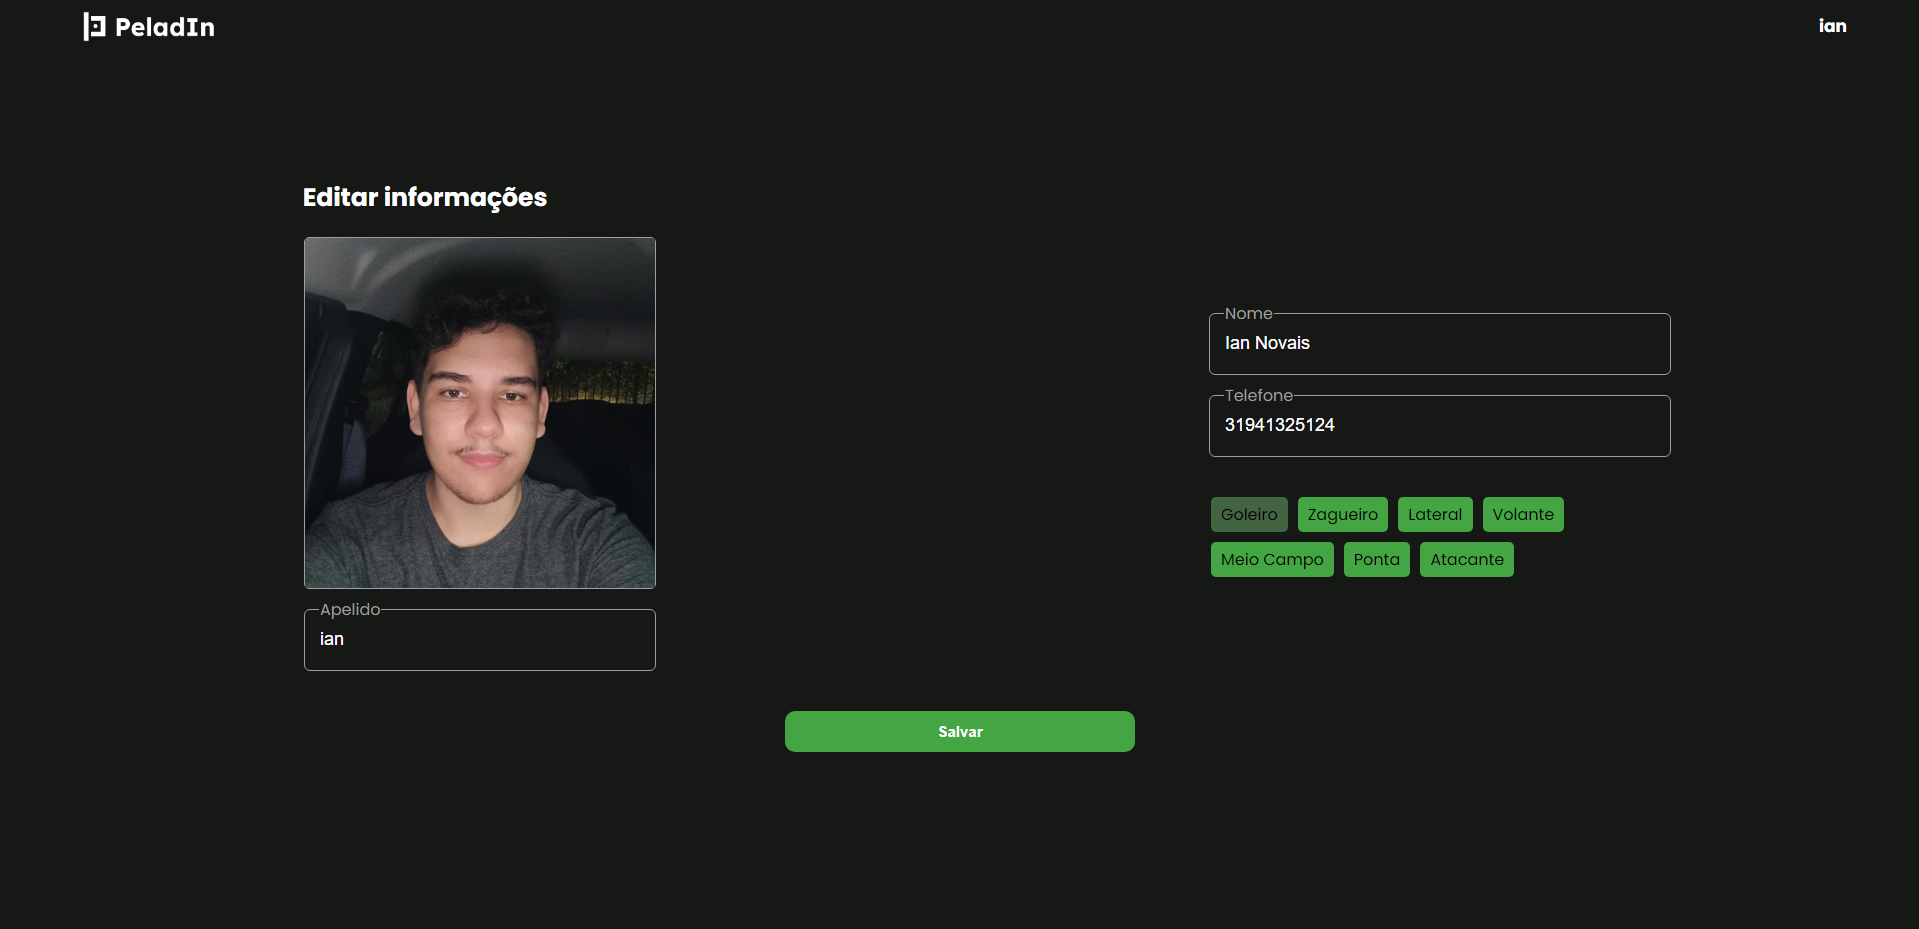 PeladIn
ian
Editar informações
Nome
Ian Novais
Telefone
31941325124
Goleiro Zagueiro Lateral Volante
Meio Campo Ponta Atacante
Apelido
ian
Salvar